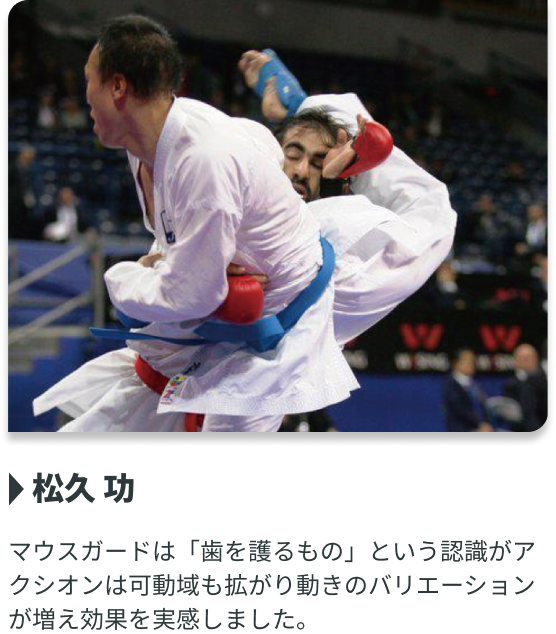 松久 功
マウスガードは「歯を護るもの」という認識がア
クシオンは可動域も拡がり動きのバリエーション
が増え効果を実感しました。